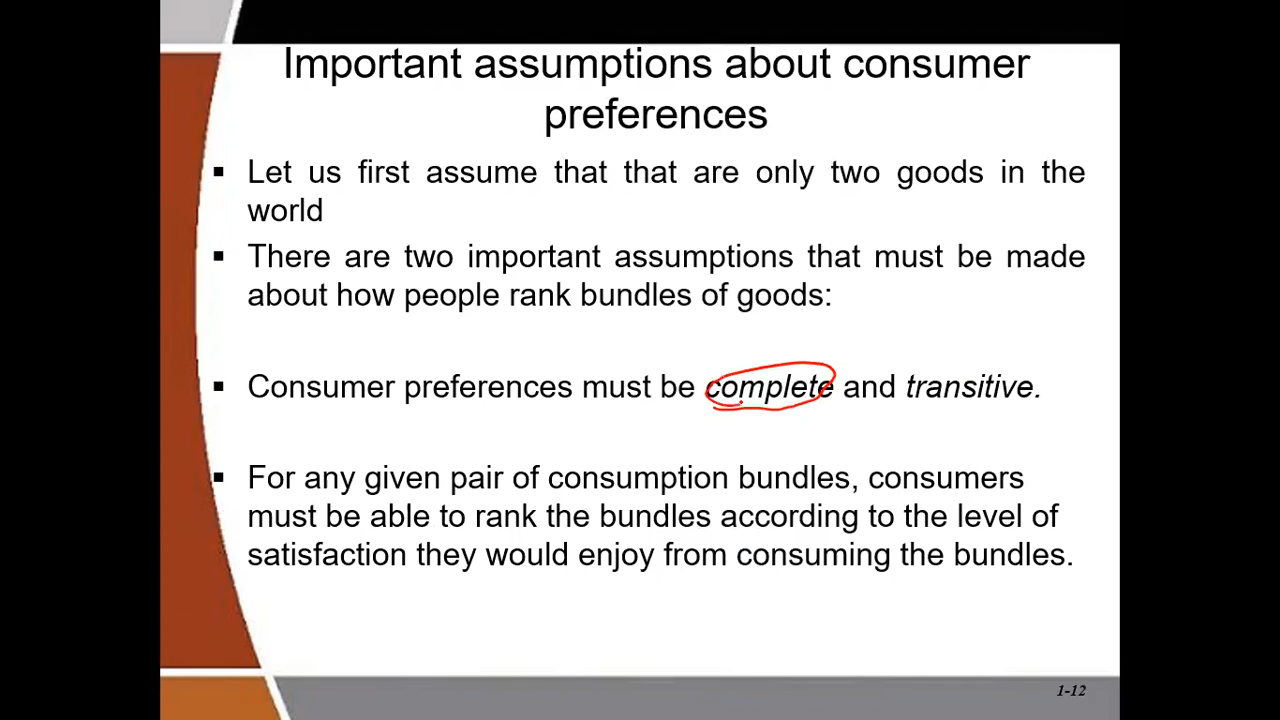 Important assumptions about consumer
preferences
▪ Let us first assume that that are only two goods in the
world
▪ There are two important assumptions that must be made
about how people rank bundles of goods:
▪ Consumer preferences must be complete and transitive.
▪ For any given pair of consumption bundles, consumers
must be able to rank the bundles according to the level of
satisfaction they would enjoy from consuming the bundles.
1-12